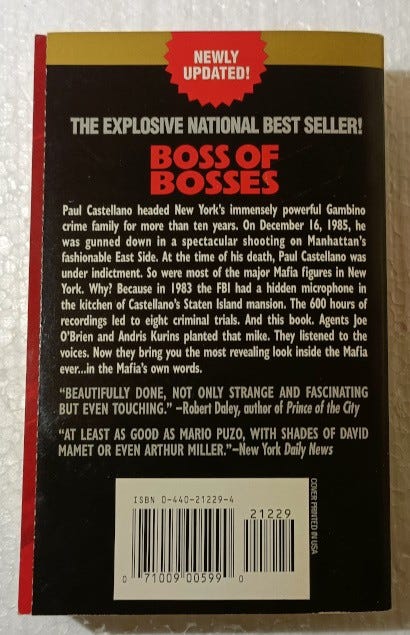 NEWLY
UPDATED!
THE EXPLOSIVE NATIONAL BEST SELLER!
BOSS OF
BOSSES
Paul Castellano headed New York's immensely powerful Gambino
crime family for more than ten years. On December 16, 1985, he
was gunned down in a spectacular shooting on Manhattan's
fashionable East Side. At the time of his death, Paul Castellano was
under indictment. So were most of the major Mafia figures in New
York. Why? Because in 1983 the FBI had a hidden microphone in
the kitchen of Castellano's Staten Island mansion. The 600 hours of
recordings led to eight criminal trials. And this book. Agents Joe
O'Brien and Andris Kurins planted that mike. They listened to the
voices. Now they bring you the most revealing look inside the Mafia
ever...in the Mafia's own words.
“BEAUTIFULLY DONE, NOT ONLY STRANGE AND FASCINATING
BUT EVEN TOUCHING.” –Robert Daley, author of Prince of the City
“AT LEAST AS GOOD AS MARIO PUZO, WITH SHADES OF DAVID
MAMET OR EVEN ARTHUR MILLER.”–New York Daily News
ISBN 0-440-21229-4
21229
0 71009 00599 0
COVER PRINTED IN USA